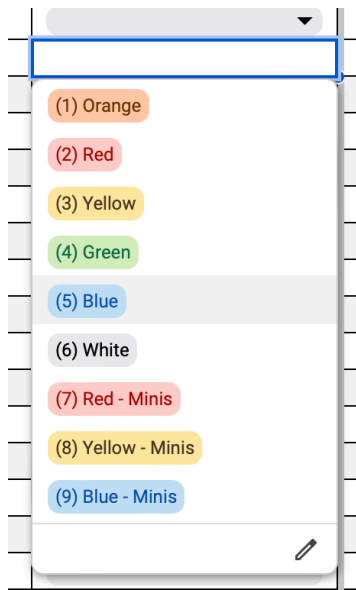 (1) Orange
(2) Red
(3) Yellow
(4) Green
(5) Blue
(6) White
(7) Red - Minis
(8) Yellow - Minis
(9) Blue - Minis